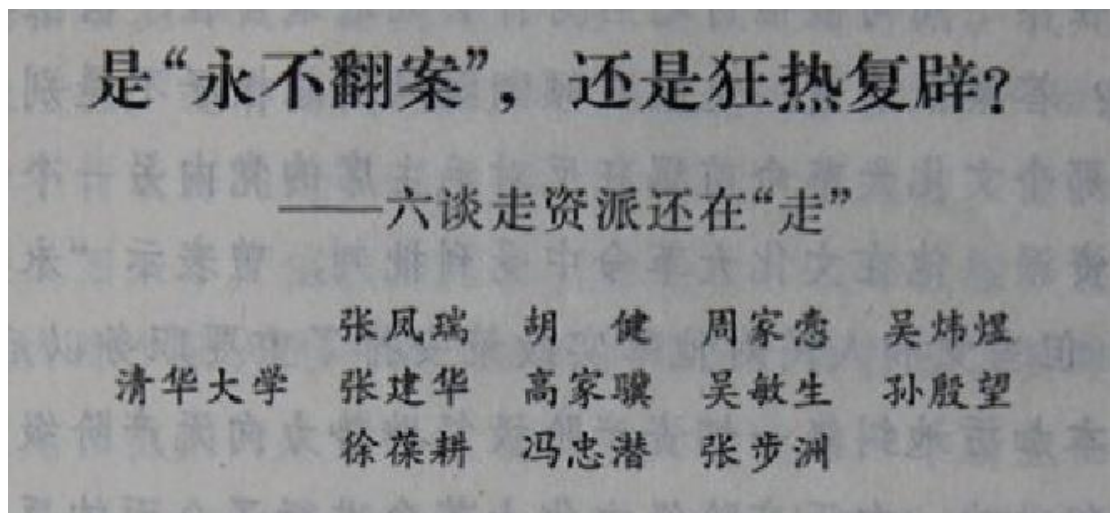 是“永不翻案”，还是狂热复辟？
——六谈走资派还在“走”
张凤瑞 胡健 周家悫 吴炜煜
清华大学 张建华 高家骥 吴敏生 孙殷望
徐葆耕 冯忠潜 张步洲